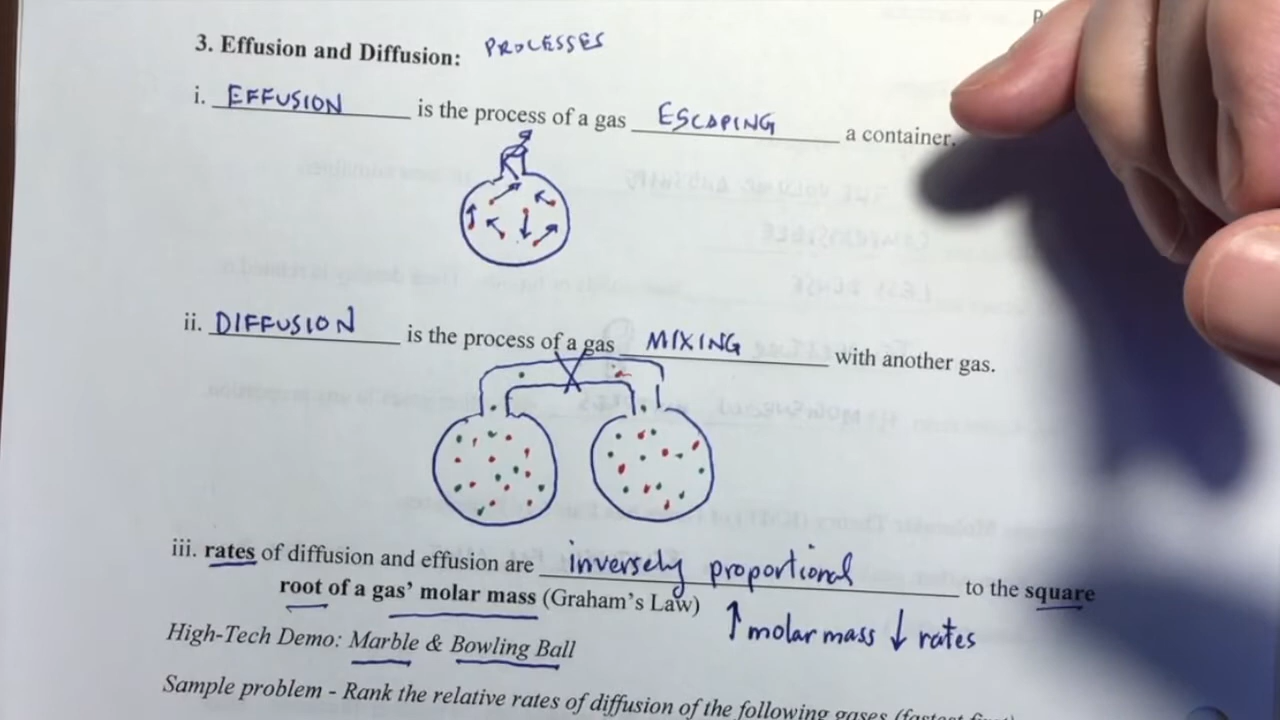 3. Effusion and Diffusion: PROCESSES
i. EFFUSION is the process of a gas ESCAPING a container.
ii. DIFFUSION is the process of a gas MIXING with another gas.
iii. rates of diffusion and effusion are inversely proportional to the square
root of a gas' molar mass (Graham's Law) ↑ molar mass ↓ rates
High-Tech Demo: Marble & Bowling Ball
Sample problem - Rank the relative rates of diffusion of the following gases (fastest first)